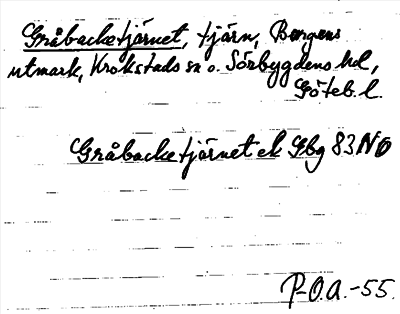 Gråbacketjärnet, tjärn, Bergens
utmark, Krokstads sn o. Sörbygdens hd,
Göteb. l.
Gråbacketjärnet ek Gbg 83 NO
P-O.A.-55.